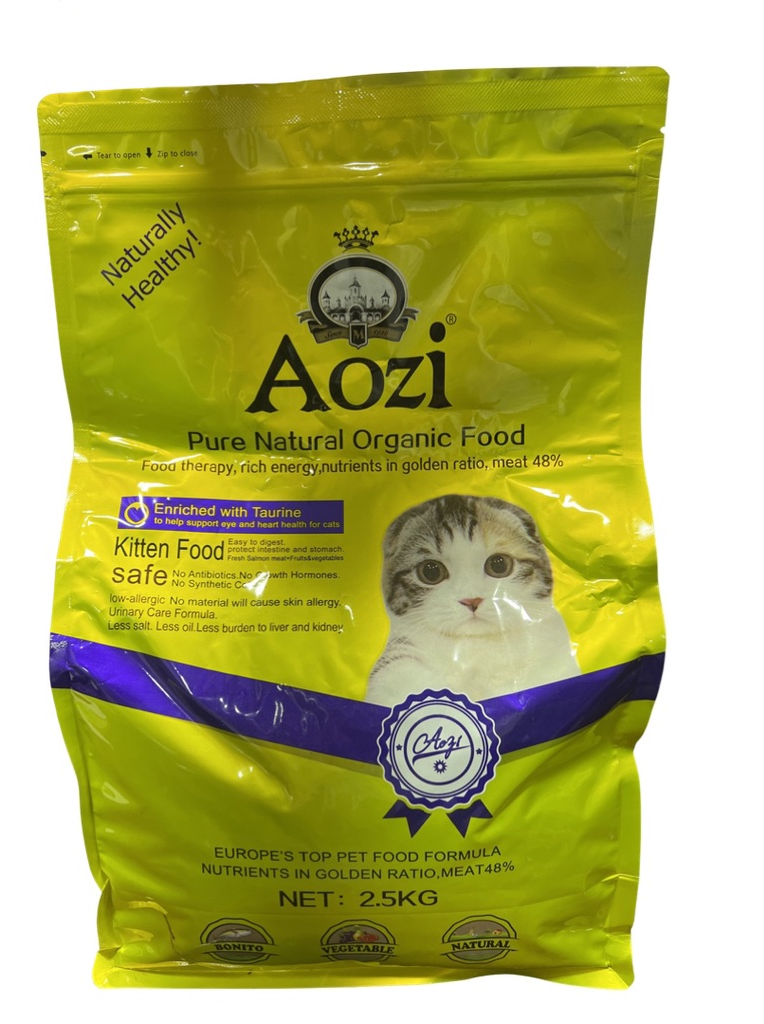 Tear to open Zip to close
Naturally
Healthy!
Aozi®
Pure Natural Organic Food
Food therapy, rich energy,nutrients in golden ratio, meat 48%
Enriched with Taurine
to help support eye and heart health for cats
Kitten Food
Easy to digest.
protect intestine and stomach.
Fresh Salmon meat+Fruits&vegetables
safe
No Antibiotics.No Growth Hormones.
No Synthetic
low-allergic No material will cause skin allergy.
Urinary Care Formula.
Less salt. Less oil.Less burden to liver and kidney
Aozi
EUROPE'S TOP PET FOOD FORMULA
NUTRIENTS IN GOLDEN RATIO,MEAT48%
NET: 2.5KG
BONITO
VEGETABLE
NATURAL